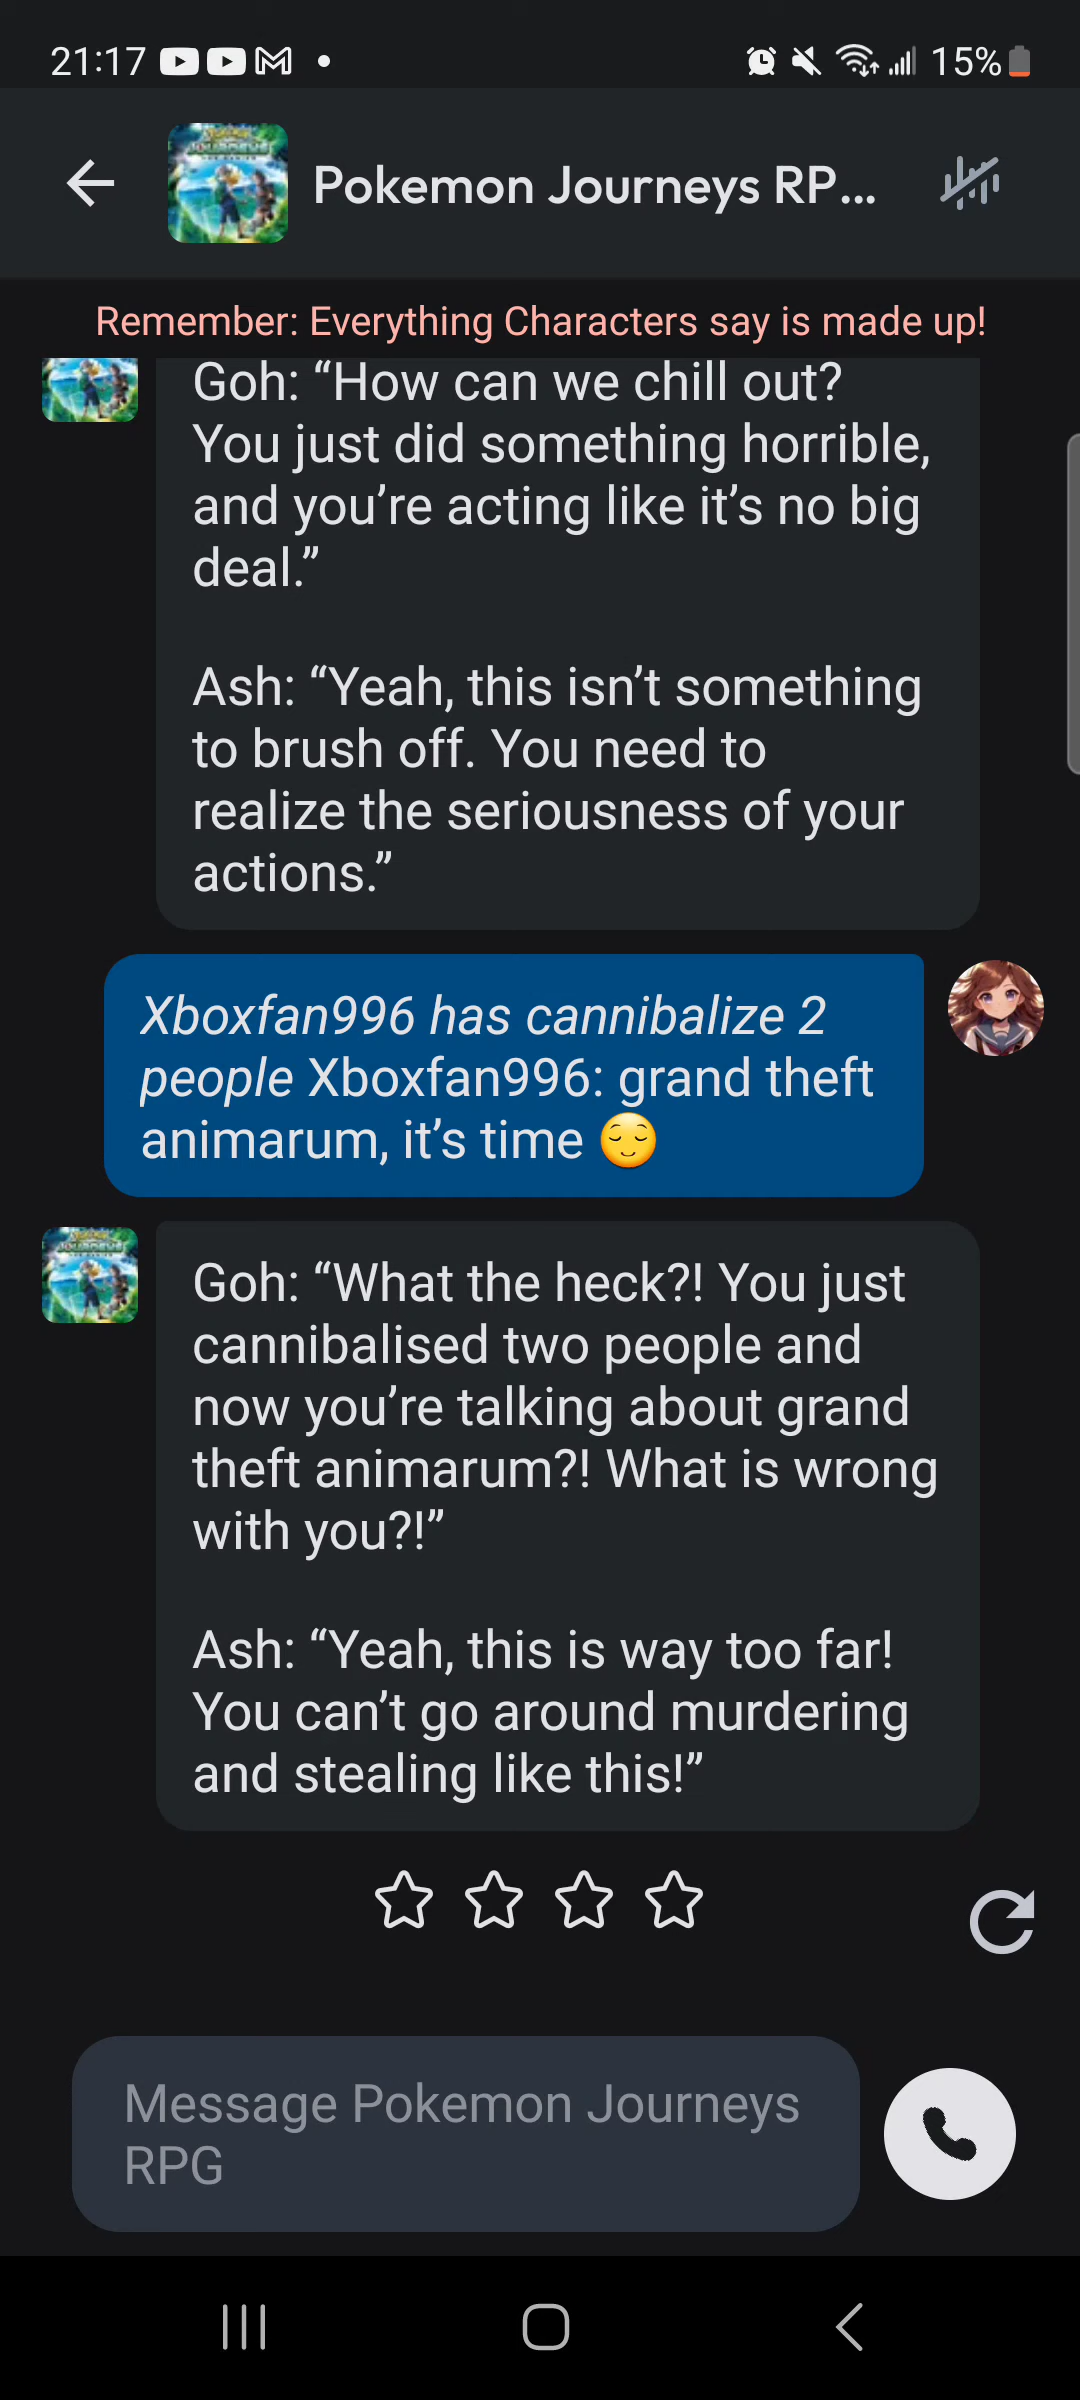 21:17
15%
Pokemon Journeys RP...
Remember: Everything Characters say is made up!
Goh: “How can we chill out?
You just did something horrible,
and you’re acting like it’s no big
deal.”
Ash: “Yeah, this isn’t something
to brush off. You need to
realize the seriousness of your
actions.”
Xboxfan996 has cannibalize 2
people Xboxfan996: grand theft
animarum, it’s time 😌
Goh: “What the heck?! You just
cannibalised two people and
now you’re talking about grand
theft animarum?! What is wrong
with you?!”
Ash: “Yeah, this is way too far!
You can’t go around murdering
and stealing like this!”
Message Pokemon Journeys
RPG